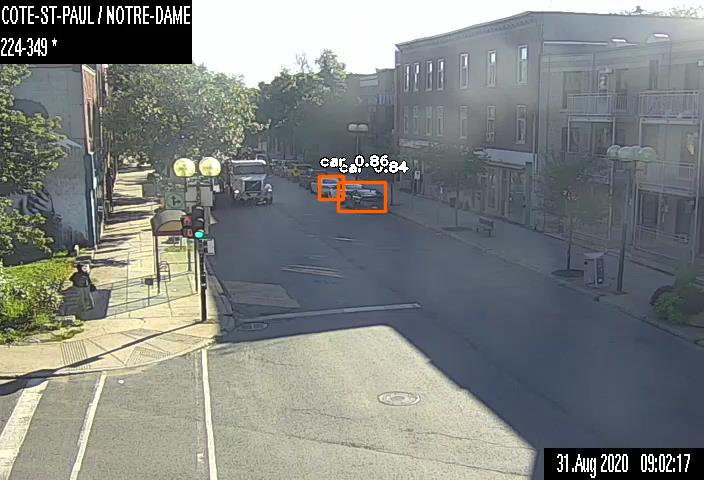 COTE-ST-PAUL / NOTRE-DAME
224-349 *
car 0.86
car 0.84
31.Aug 2020 09:02:17